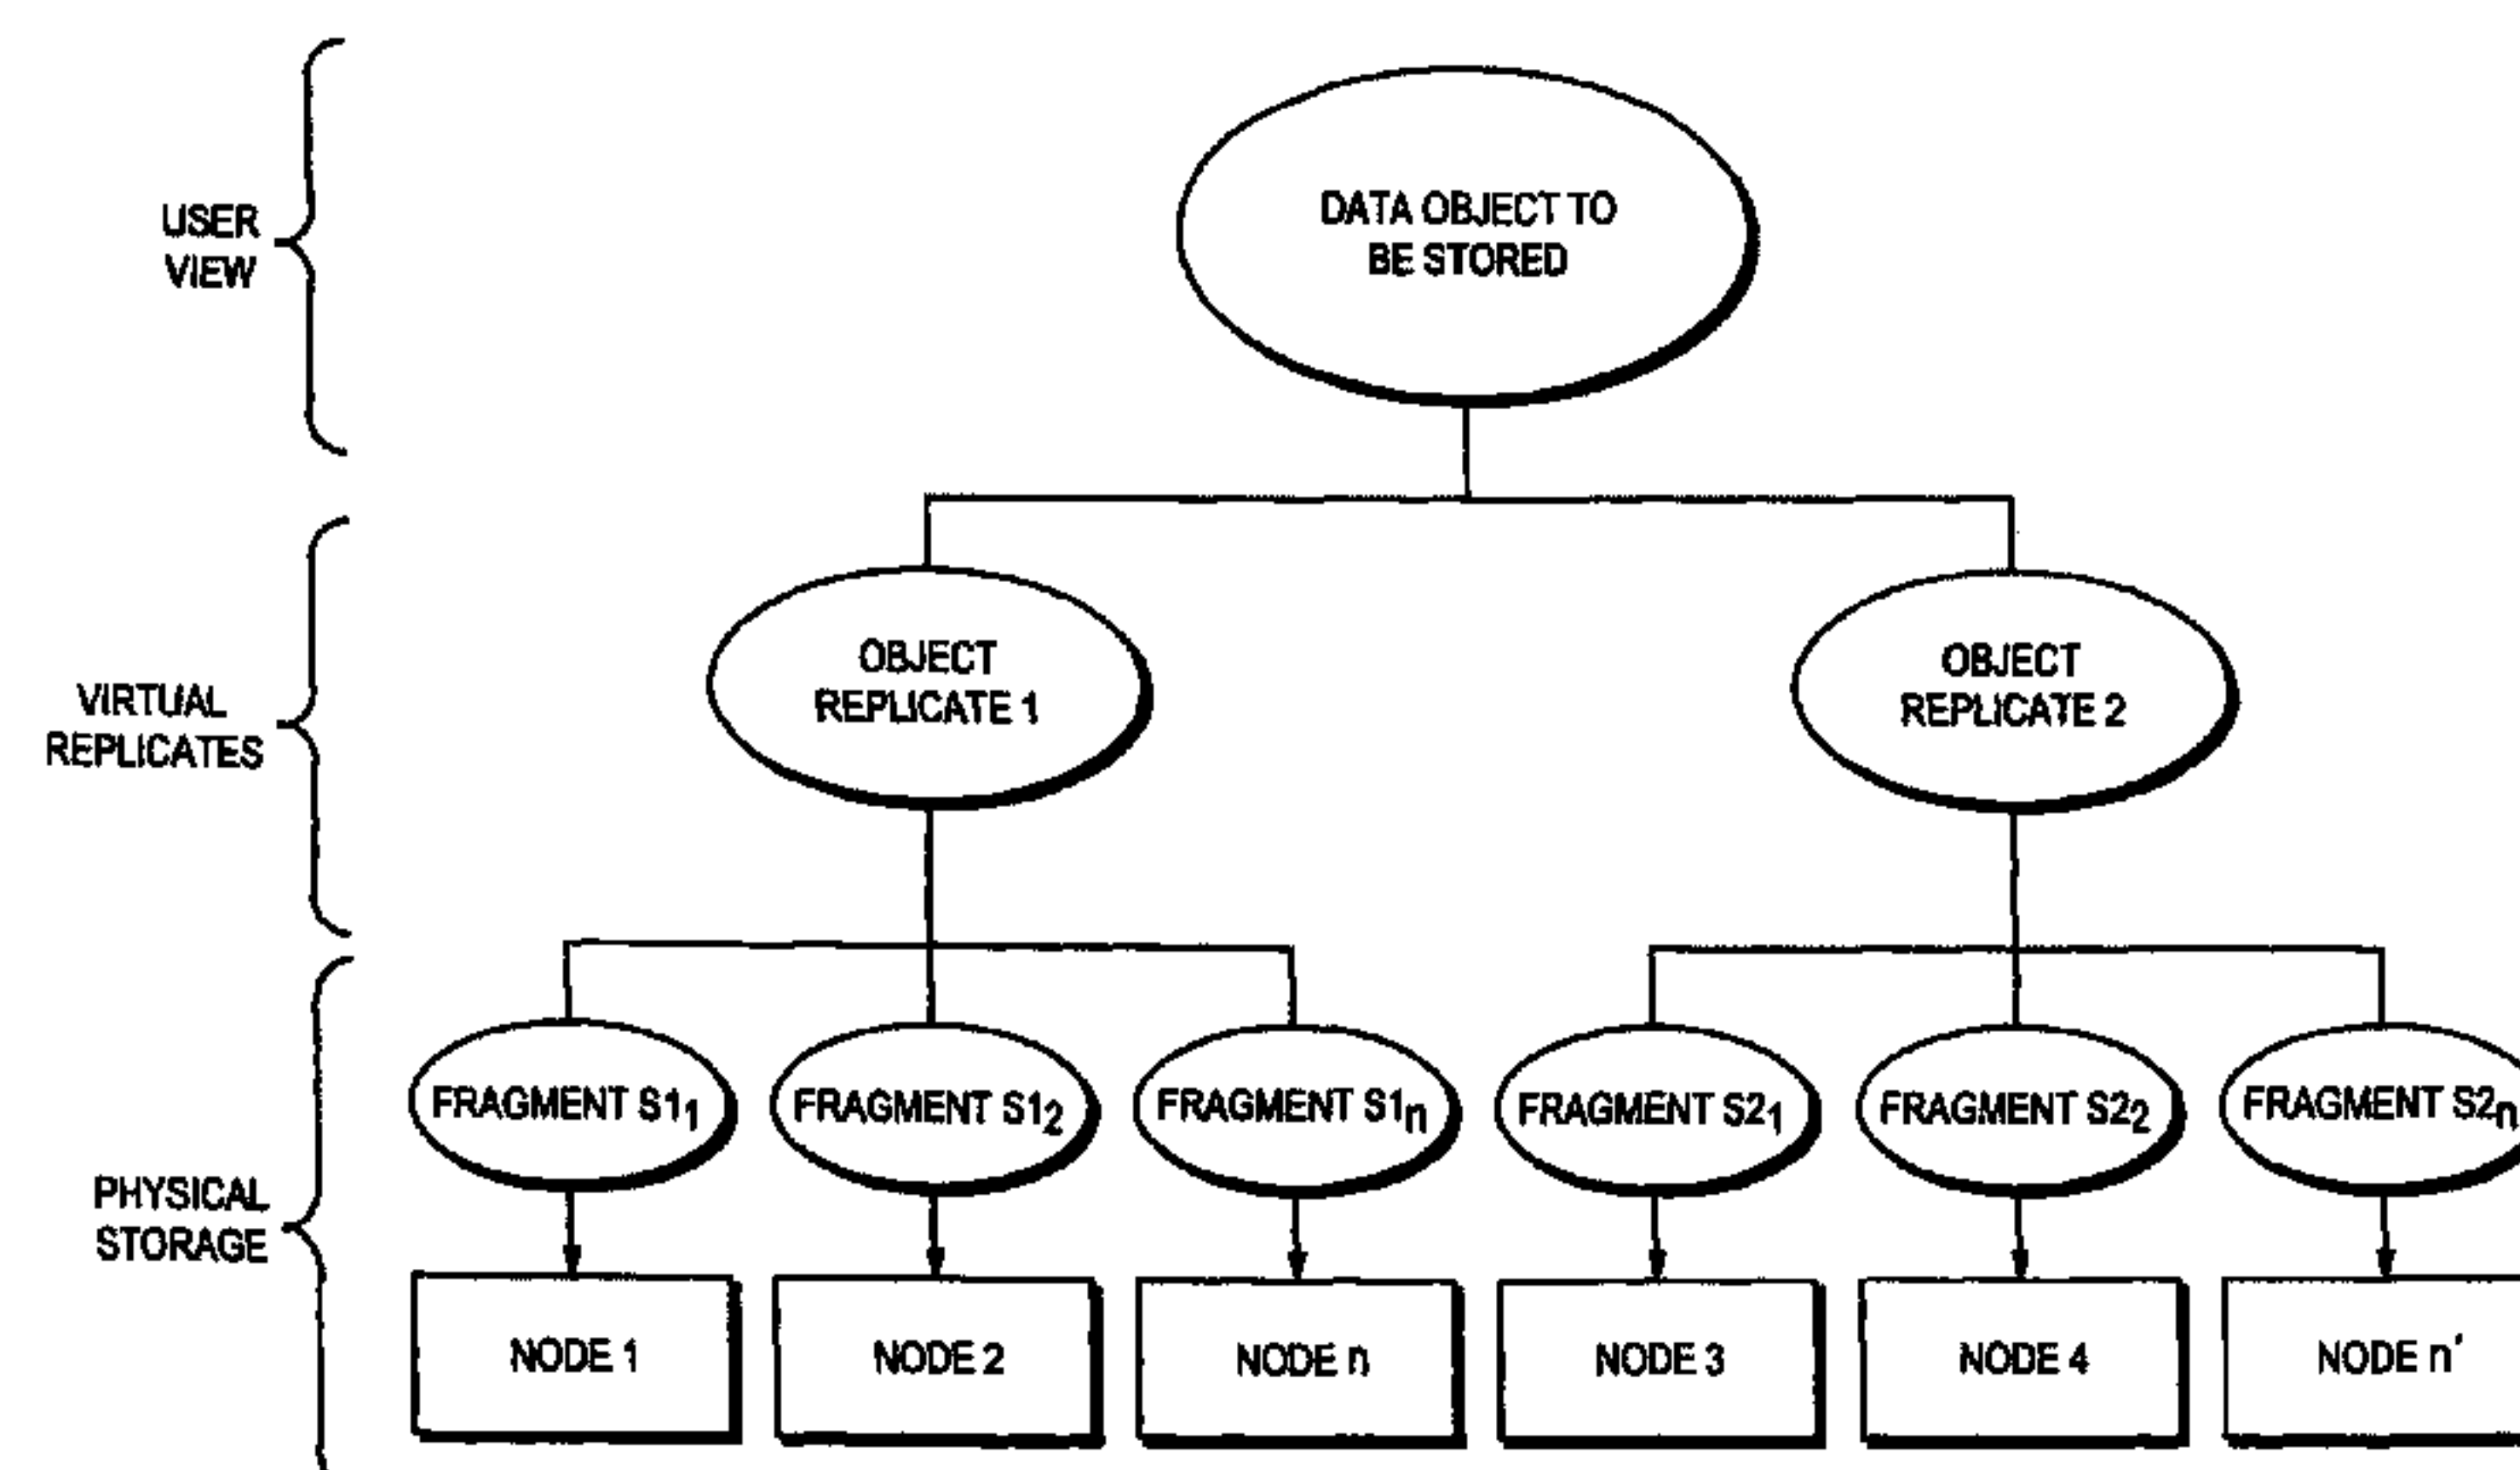 USER
VIEW
DATA OBJECT TO
BE STORED
VIRTUAL
REPLICATES
OBJECT
REPLICATE 1
OBJECT
REPLICATE 2
PHYSICAL
STORAGE
FRAGMENT S1₁
FRAGMENT S1₂
FRAGMENT S1ₙ
FRAGMENT S2₁
FRAGMENT S2₂
FRAGMENT S2ₙ
NODE 1
NODE 2
NODE n
NODE 3
NODE 4
NODE n'